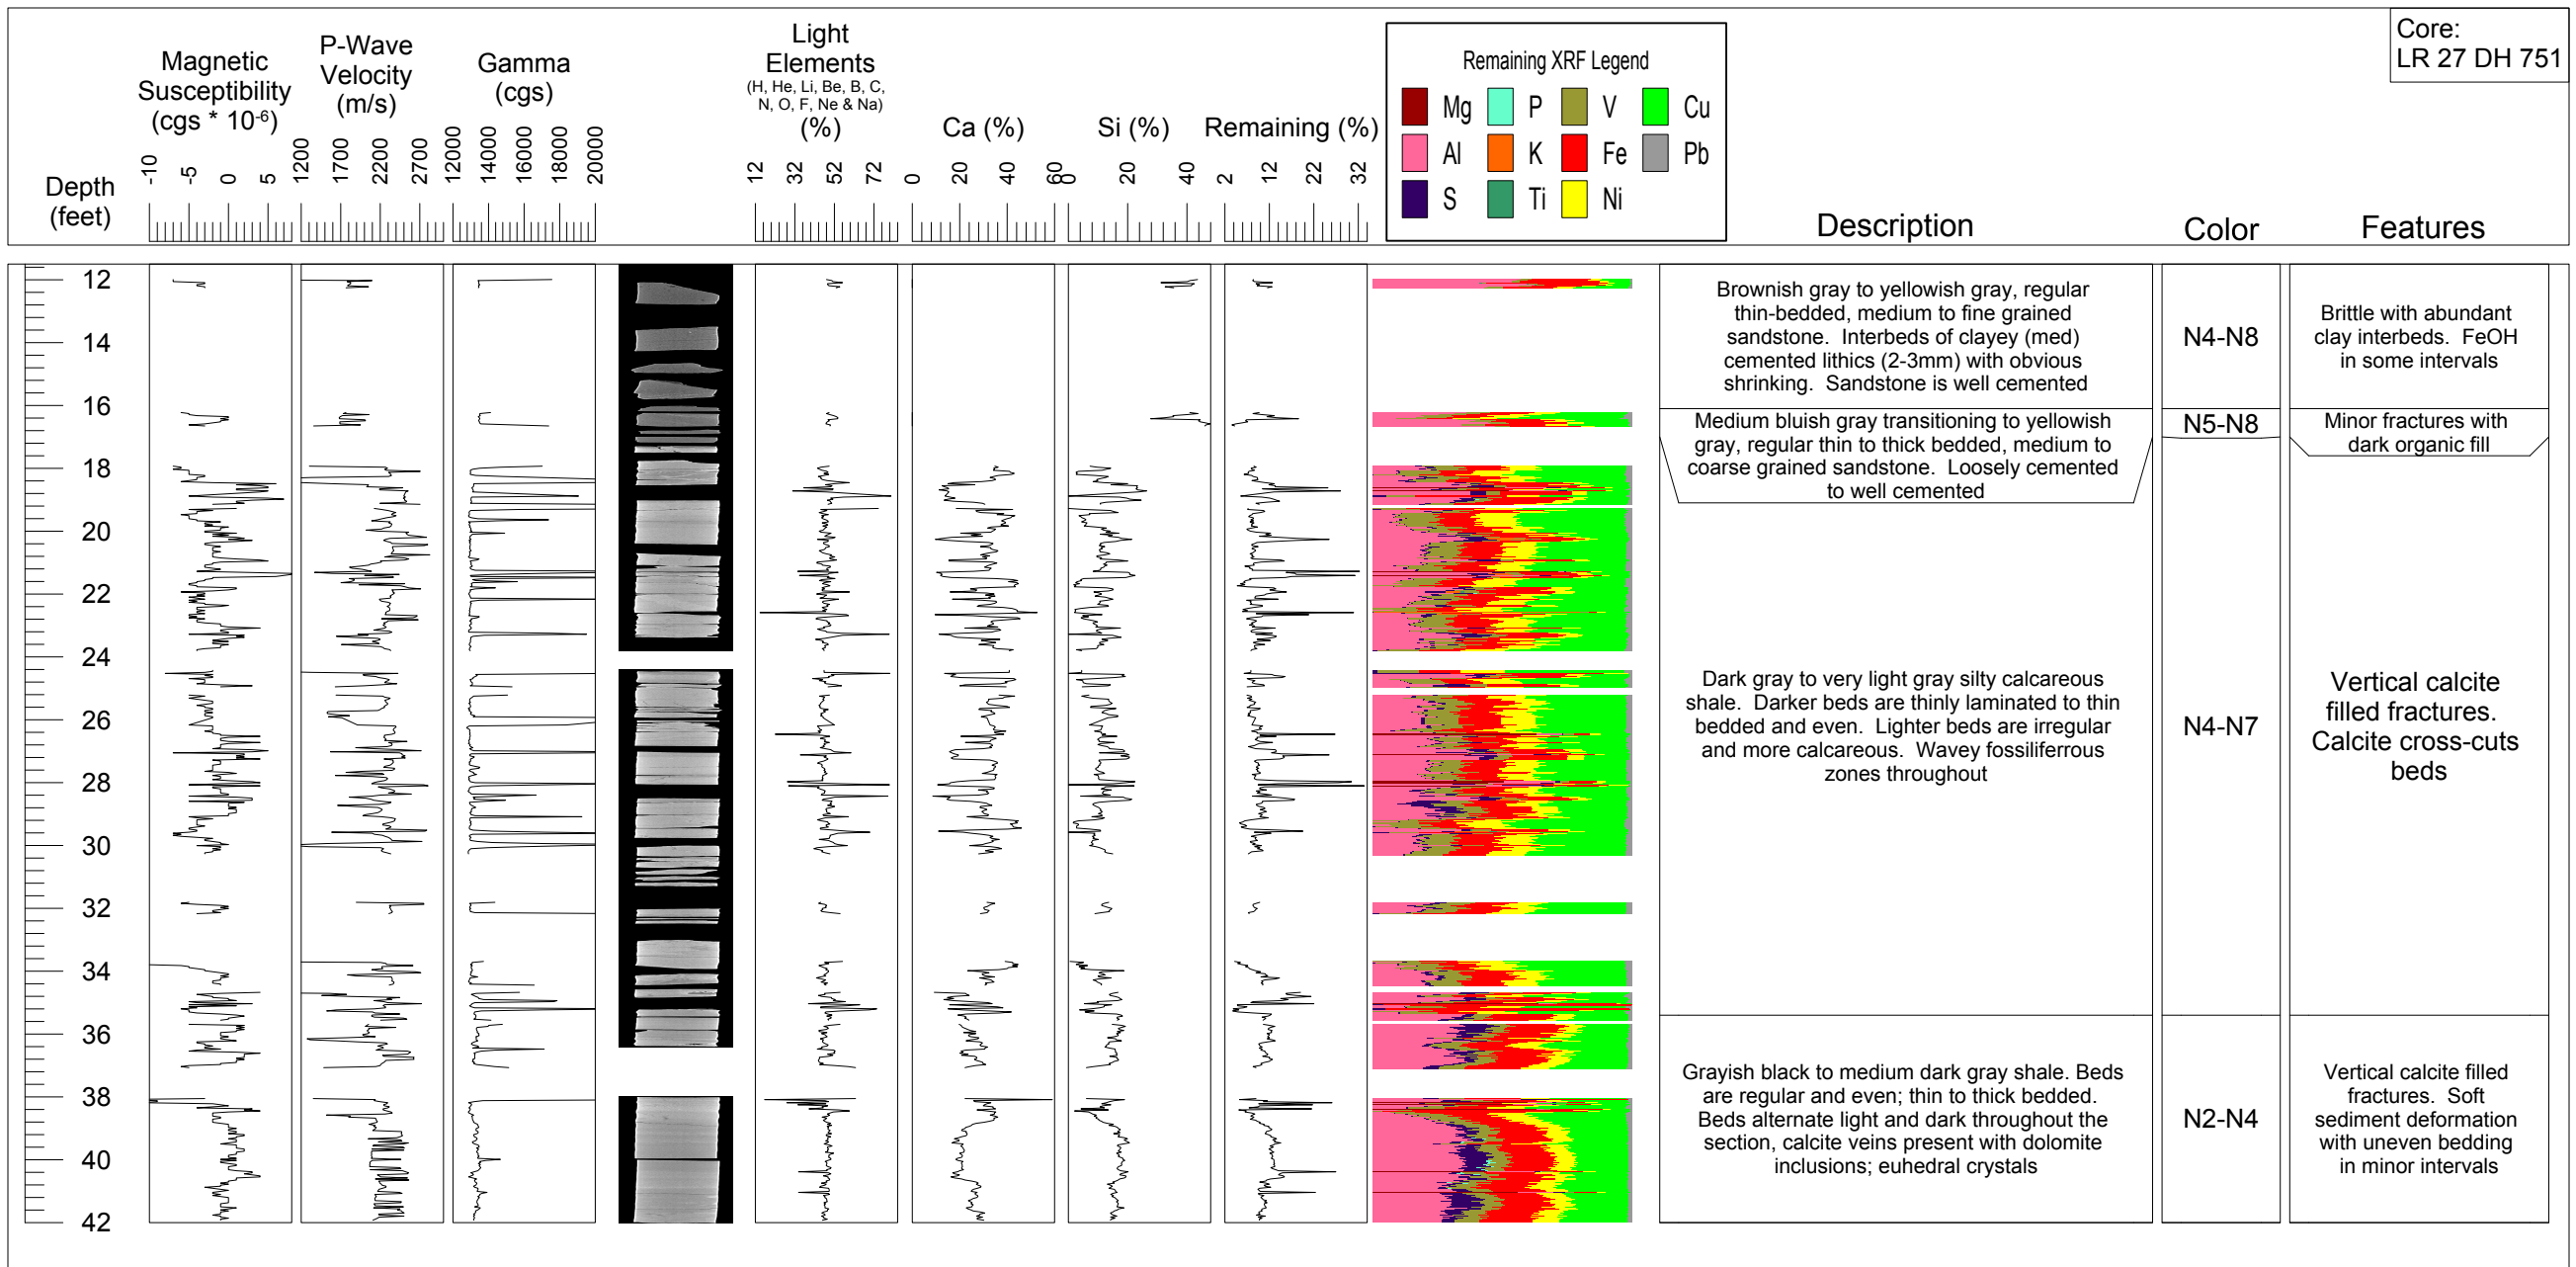 Core:
LR 27 DH 751
Depth
(feet)
Magnetic
Susceptibility
(cgs * 10⁻⁶)
-10 -5 0 5
P-Wave
Velocity
(m/s)
1200 1700 2200 2700
Gamma
(cgs)
12000 14000 16000 18000 20000
Light
Elements
(H, He, Li, Be, B, C,
N, O, F, Ne & Na)
(%)
12 32 52 72
Ca (%)
0 20 40 60
Si (%)
0 20 40
Remaining (%)
2 12 22 32
Remaining XRF Legend
Mg P V Cu
Al K Fe Pb
S Ti Ni
Description
Color
Features
12
14
16
18
20
22
24
26
28
30
32
34
36
38
40
42
Brownish gray to yellowish gray, regular
thin-bedded, medium to fine grained
sandstone. Interbeds of clayey (med)
cemented lithics (2-3mm) with obvious
shrinking. Sandstone is well cemented
N4-N8
Brittle with abundant
clay interbeds. FeOH
in some intervals
Medium bluish gray transitioning to yellowish
gray, regular thin to thick bedded, medium to
coarse grained sandstone. Loosely cemented
to well cemented
N5-N8
Minor fractures with
dark organic fill
Dark gray to very light gray silty calcareous
shale. Darker beds are thinly laminated to thin
bedded and even. Lighter beds are irregular
and more calcareous. Wavey fossiliferrous
zones throughout
N4-N7
Vertical calcite
filled fractures.
Calcite cross-cuts
beds
Grayish black to medium dark gray shale. Beds
are regular and even; thin to thick bedded.
Beds alternate light and dark throughout the
section, calcite veins present with dolomite
inclusions; euhedral crystals
N2-N4
Vertical calcite filled
fractures. Soft
sediment deformation
with uneven bedding
in minor intervals